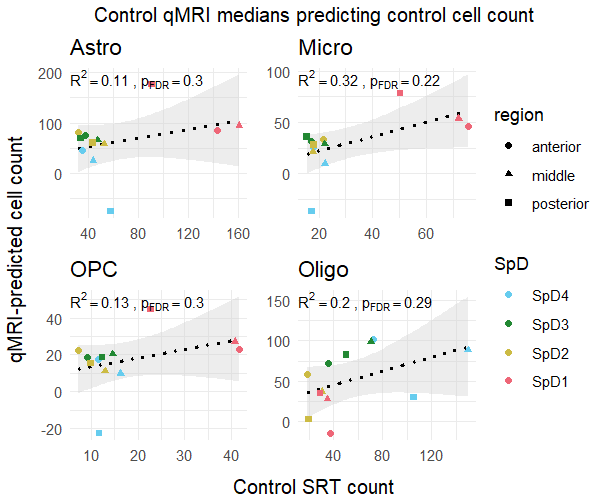 Control qMRI medians predicting control cell count
Astro
R² = 0.11 , pFDR = 0.3
200
100
0
40
80
120
160
Micro
R² = 0.32 , pFDR = 0.22
100
50
0
20
40
60
OPC
R² = 0.13 , pFDR = 0.3
40
20
0
-20
10
20
30
40
Oligo
R² = 0.2 , pFDR = 0.29
150
100
50
0
40
80
120
qMRI-predicted cell count
Control SRT count
region
anterior
middle
posterior
SpD
SpD4
SpD3
SpD2
SpD1